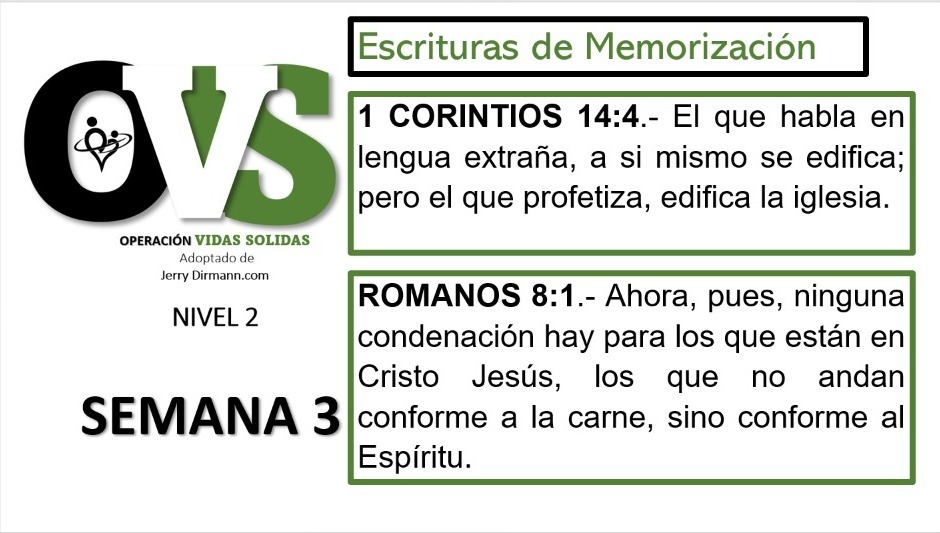 OVS
OPERACIÓN VIDAS SOLIDAS
Adoptado de
Jerry Dirmann.com
NIVEL 2
SEMANA 3
Escrituras de Memorización
1 CORINTIOS 14:4.- El que habla en
lengua extraña, a si mismo se edifica;
pero el que profetiza, edifica la iglesia.
ROMANOS 8:1.- Ahora, pues, ninguna
condenación hay para los que están en
Cristo Jesús, los que no andan
conforme a la carne, sino conforme al
Espíritu.